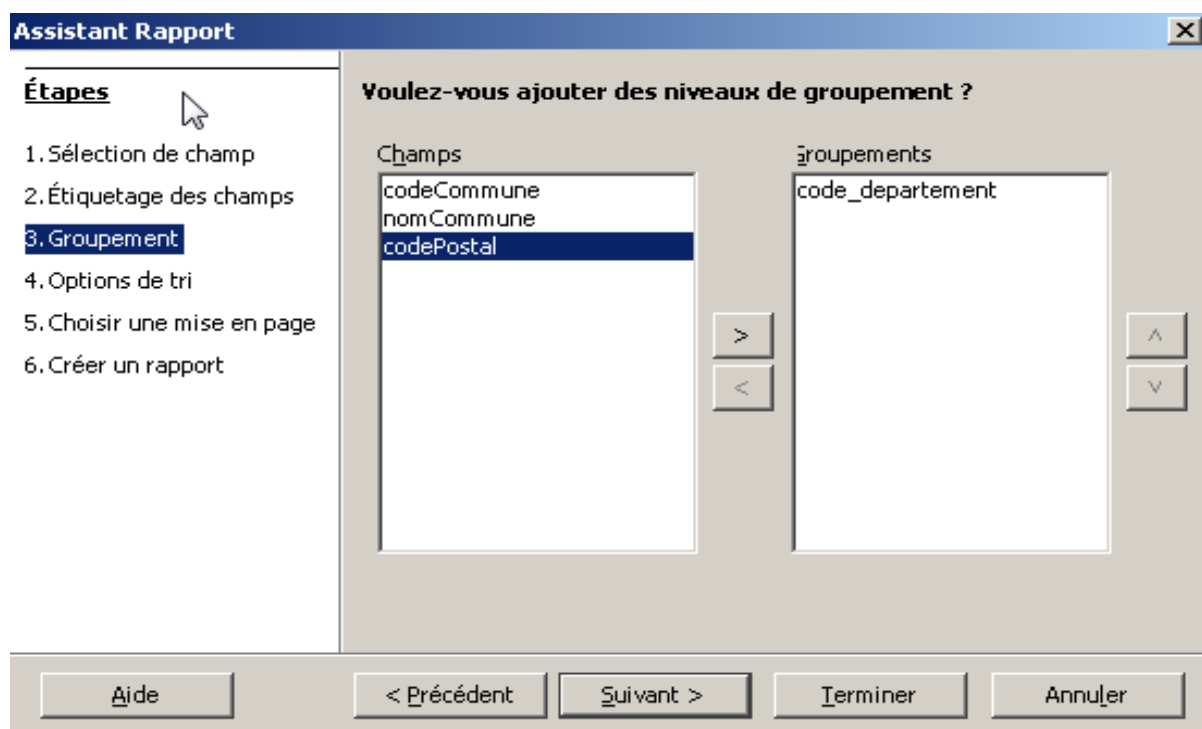 Assistant Rapport
Étapes
1. Sélection de champ
2. Étiquetage des champs
3. Groupement
4. Options de tri
5. Choisir une mise en page
6. Créer un rapport
Voulez-vous ajouter des niveaux de groupement ?
Champs
codeCommune
nomCommune
codePostal
>
<
Groupements
code_departement
^
v
Aide
< Précédent
Suivant >
Terminer
Annuler